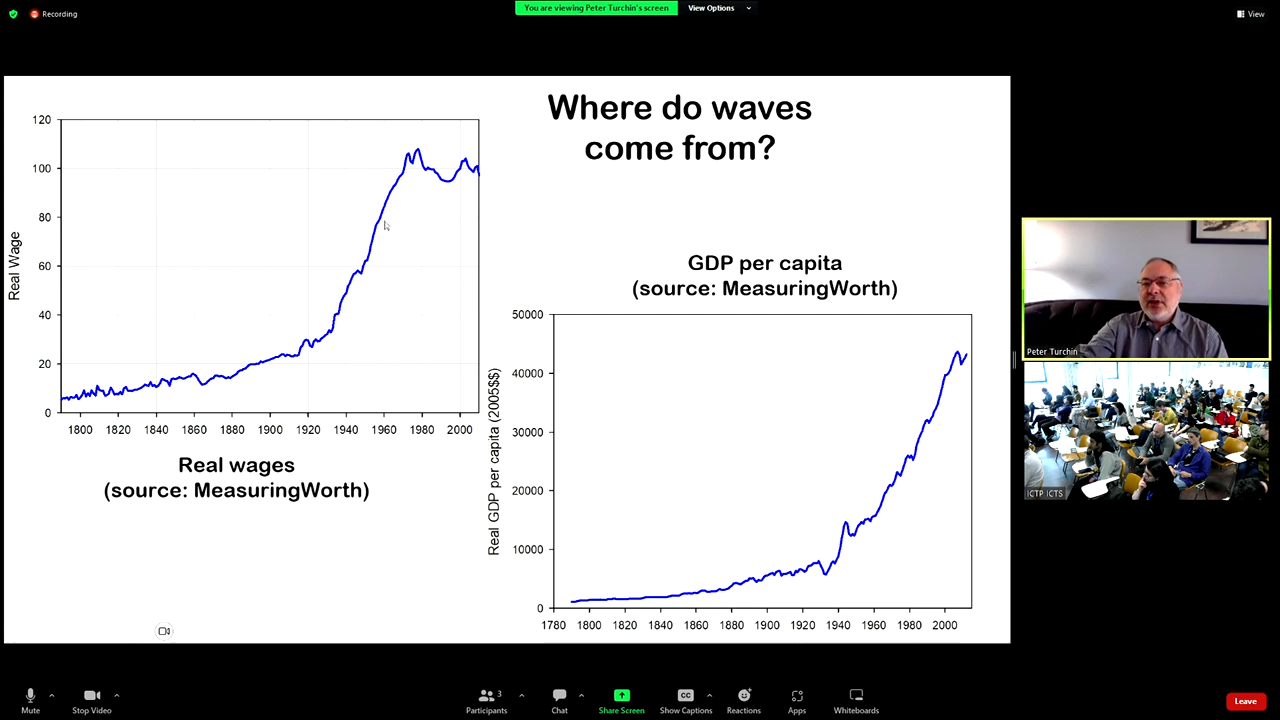 Recording
You are viewing Peter Turchin's screen
View Options
View
Where do waves
come from?
120
100
80
60
40
20
0
Real Wage
1800 1820 1840 1860 1880 1900 1920 1940 1960 1980 2000
Real wages
(source: MeasuringWorth)
GDP per capita
(source: MeasuringWorth)
50000
40000
30000
20000
10000
0
Real GDP per capita (2005$$)
1780 1800 1820 1840 1860 1880 1900 1920 1940 1960 1980 2000
Peter Turchin
ICTP ICTS
Mute
Stop Video
3
Participants
Chat
Share Screen
CC
Show Captions
Reactions
Apps
Whiteboards
Leave